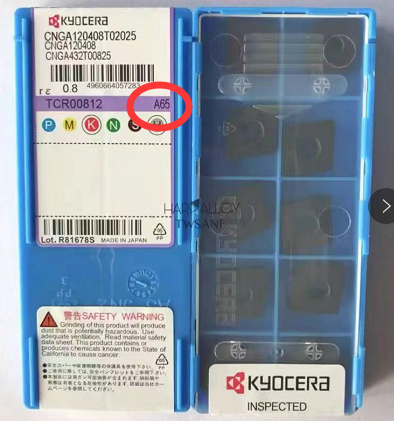 KYOCERA
CNGA120408T02025
CNGA120408
CNGA432T00825
4960664057283
rε 0.8
TCR00812 A65
P M K N S H
Lot. R81678S MADE IN JAPAN
HARD ALLOY
TWSANE
KYOCERA
警告SAFETY WARNING
Grinding of this product will produce
dust that is potentially hazardous. Use
adequate ventilation. Read material safety
data sheet. This product contains or
produces chemicals known to the State of
California to cause cancer.
KYOCERA
INSPECTED